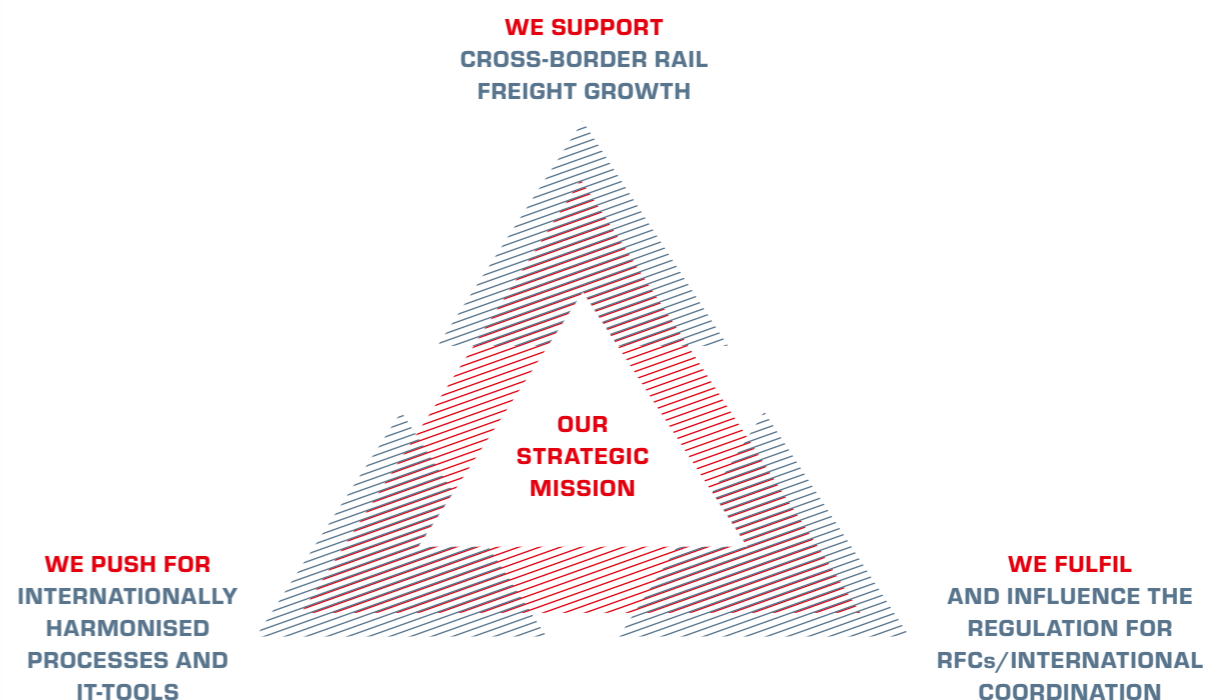 WE SUPPORT
CROSS-BORDER RAIL
FREIGHT GROWTH
OUR
STRATEGIC
MISSION
WE PUSH FOR
INTERNATIONALLY
HARMONISED
PROCESSES AND
IT-TOOLS
WE FULFIL
AND INFLUENCE THE
REGULATION FOR
RFCs/INTERNATIONAL
COORDINATION